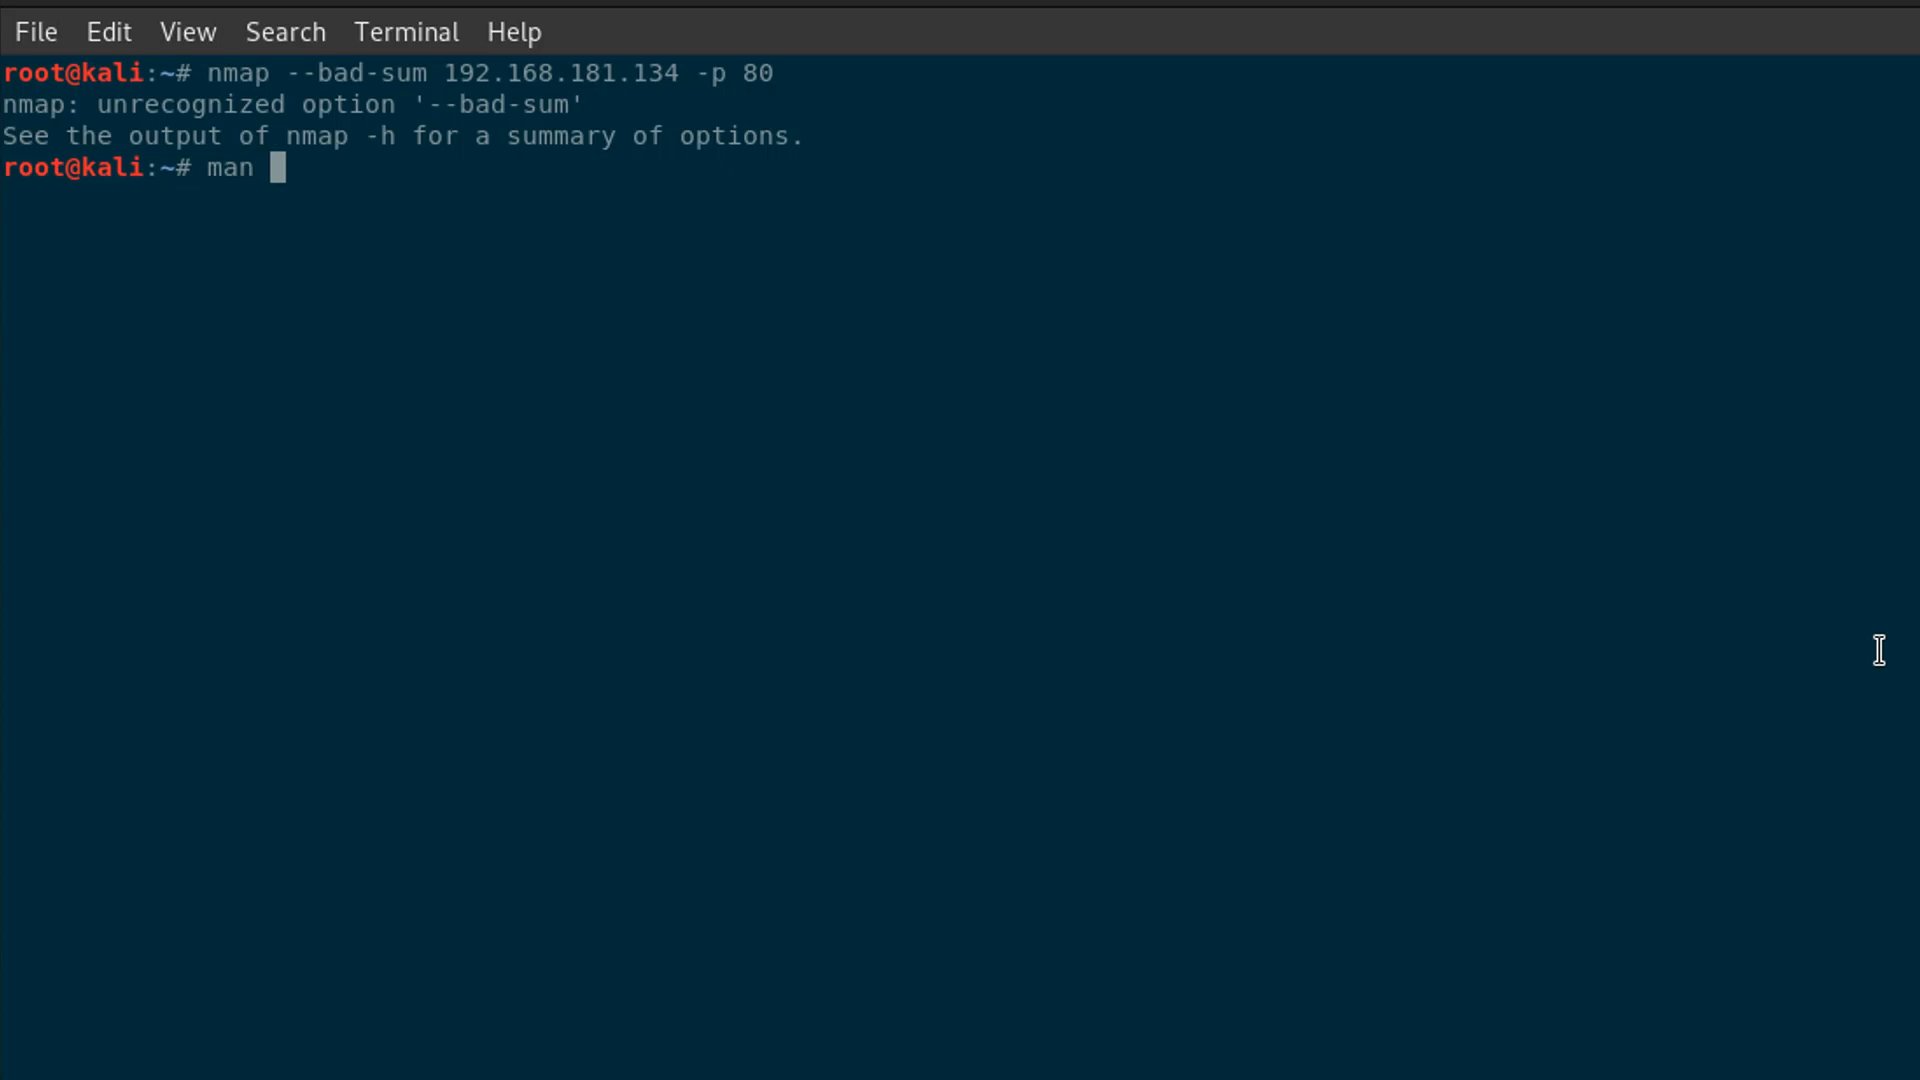 File Edit View Search Terminal Help
root@kali:~# nmap --bad-sum 192.168.181.134 -p 80
nmap: unrecognized option '--bad-sum'
See the output of nmap -h for a summary of options.
root@kali:~# man